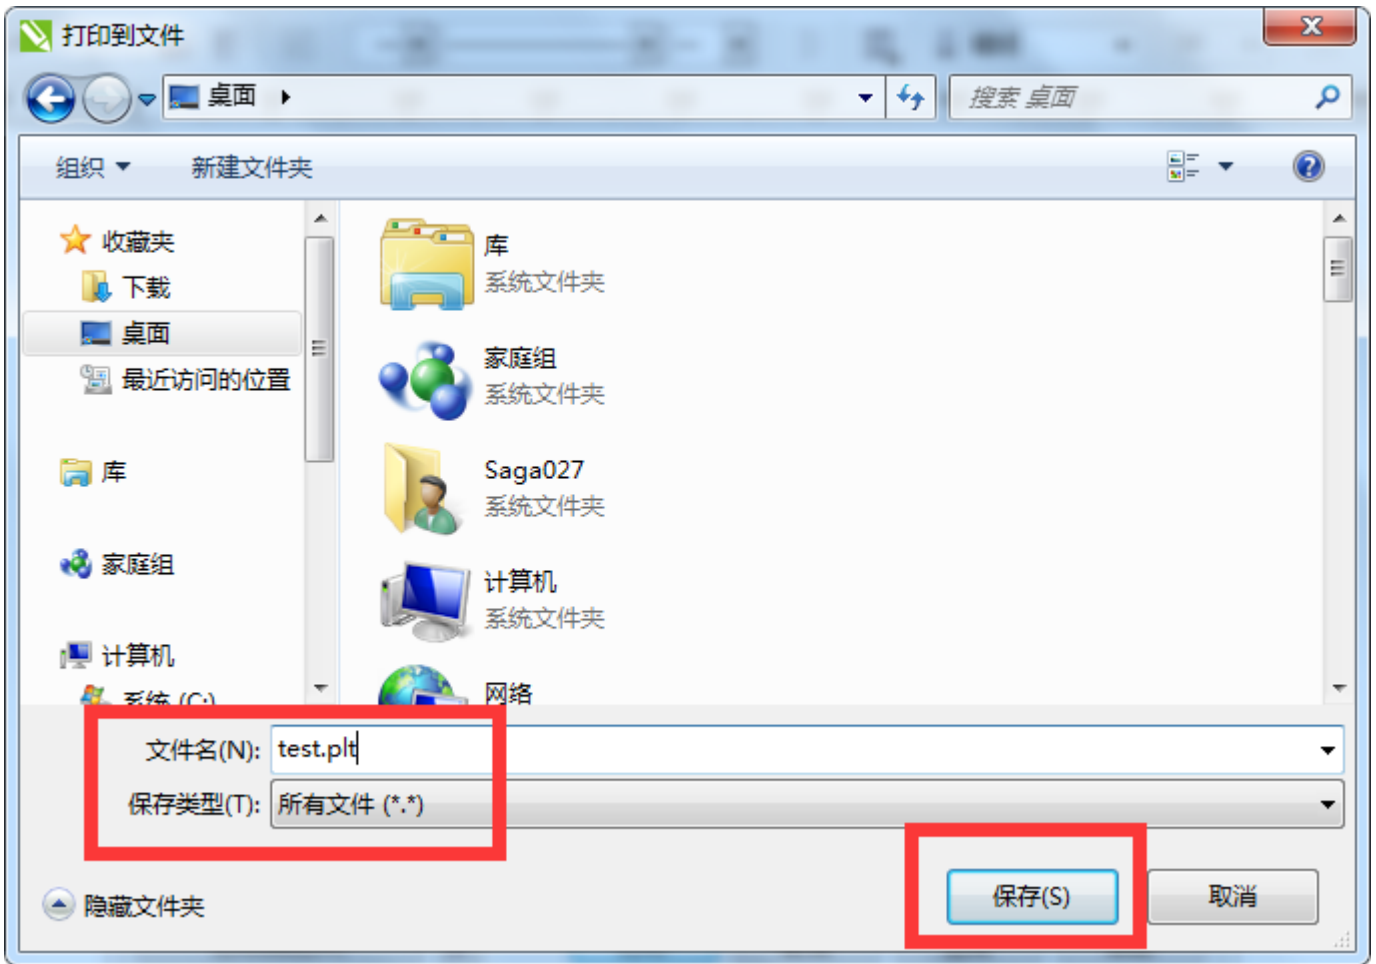 打印到文件
桌面
搜索 桌面
组织
新建文件夹
收藏夹
下载
桌面
最近访问的位置
库
家庭组
计算机
系统 (C:)
库
系统文件夹
家庭组
系统文件夹
Saga027
系统文件夹
计算机
系统文件夹
网络
文件名(N): test.plt
保存类型(T): 所有文件 (*.*)
隐藏文件夹
保存(S)
取消